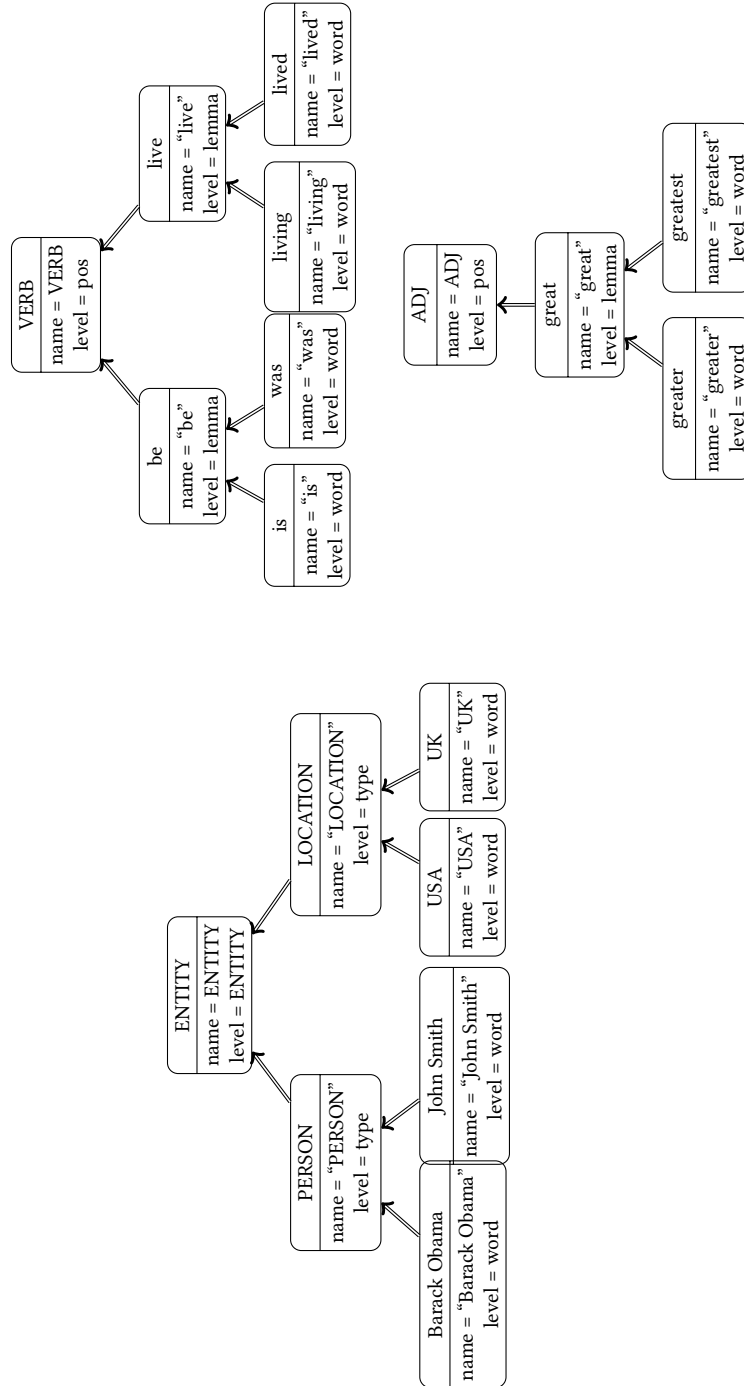 ENTITY
name = ENTITY
level = ENTITY
PERSON
name = “PERSON”
level = type
LOCATION
name = “LOCATION”
level = type
Barack Obama
name = “Barack Obama”
level = word
John Smith
name = “John Smith”
level = word
USA
name = “USA”
level = word
UK
name = “UK”
level = word
VERB
name = VERB
level = pos
be
name = “be”
level = lemma
live
name = “live”
level = lemma
is
name = “is”
level = word
was
name = “was”
level = word
living
name = “living”
level = word
lived
name = “lived”
level = word
ADJ
name = ADJ
level = pos
great
name = “great”
level = lemma
greater
name = “greater”
level = word
greatest
name = “greatest”
level = word